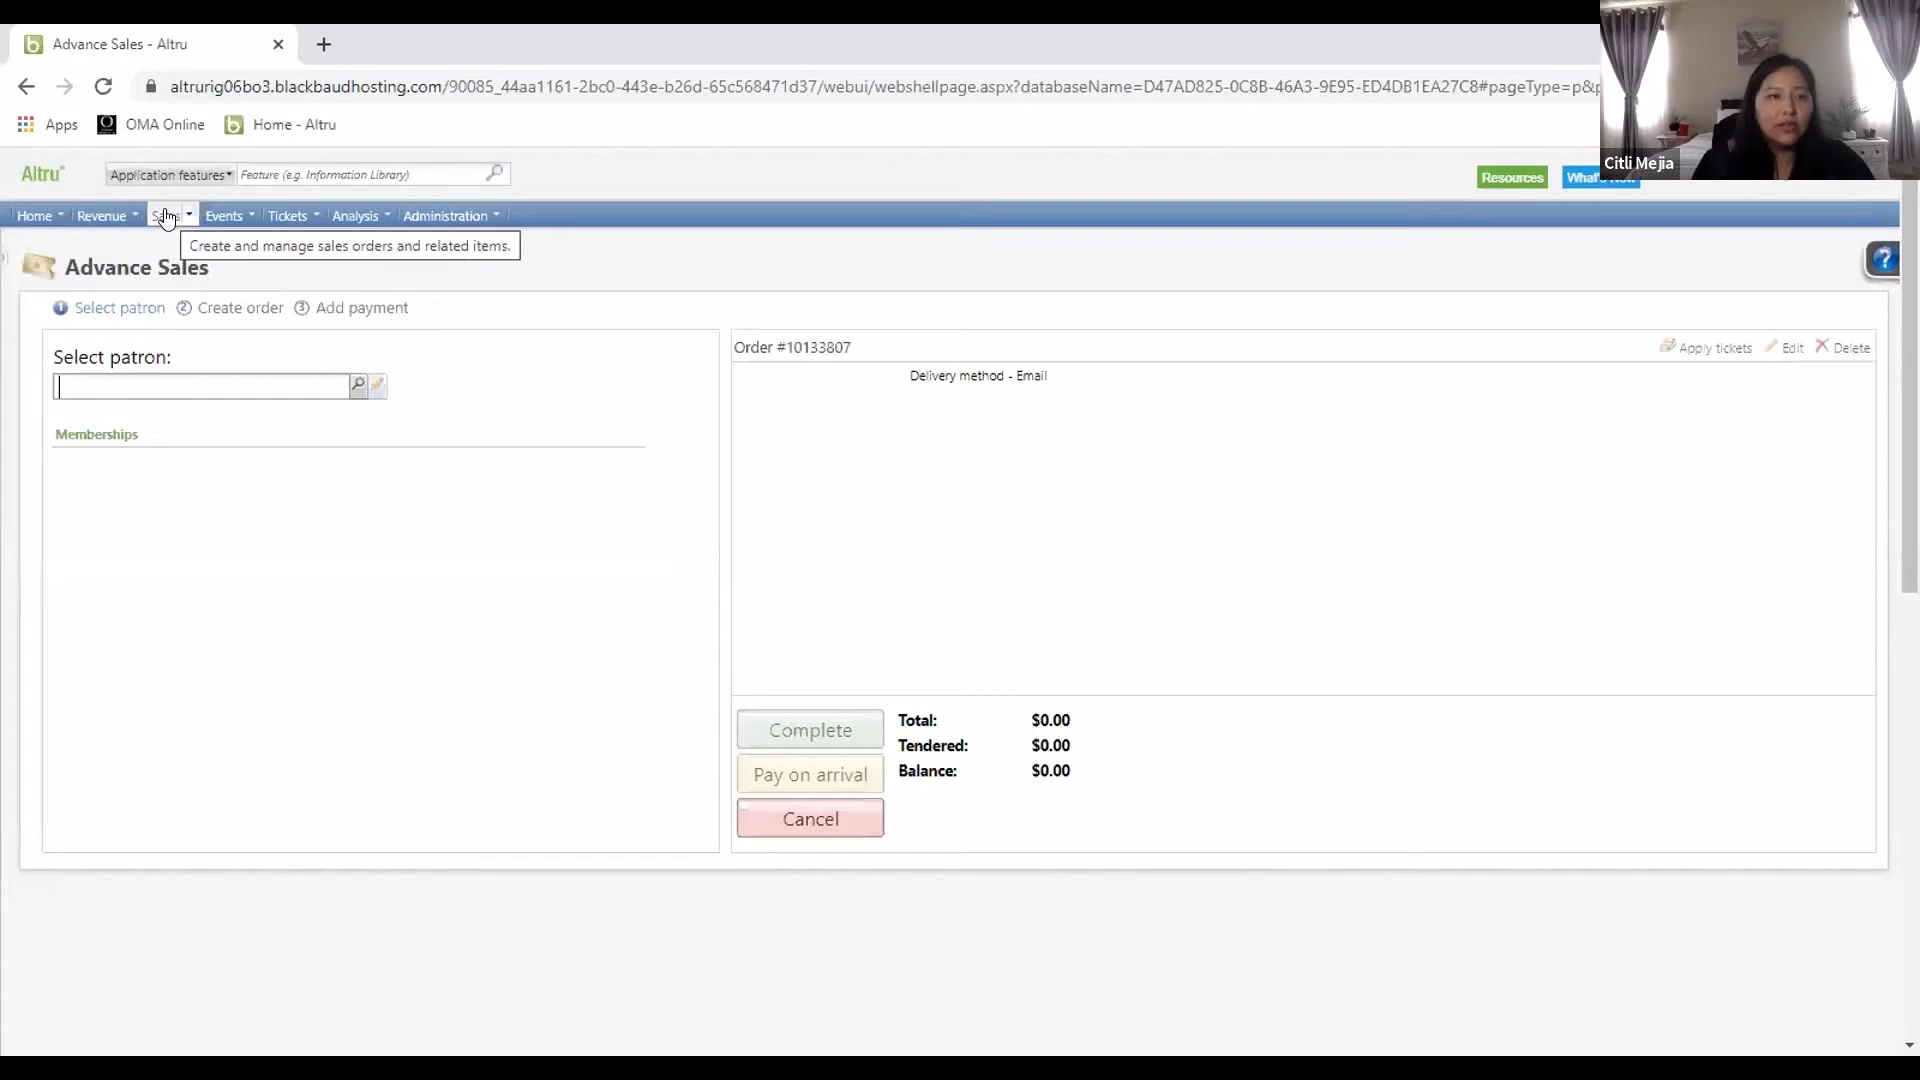 Advance Sales - Altru
altrurig06bo3.blackbaudhosting.com/90085_44aa1161-2bc0-443e-b26d-65c568471d37/webui/webshellpage.aspx?databaseName=D47AD825-0C8B-46A3-9E95-ED4DB1EA27C8#pageType=p&
Apps OMA Online Home - Altru
Citli Mejia
Altru Application features Feature (e.g. Information Library) Resources What's
Home Revenue Events Tickets Analysis Administration
Create and manage sales orders and related items.
Advance Sales
1 Select patron 2 Create order 3 Add payment
Select patron:
Memberships
Order #10133807 Apply tickets Edit Delete
Delivery method - Email
Complete
Pay on arrival
Cancel
Total: $0.00
Tendered: $0.00
Balance: $0.00